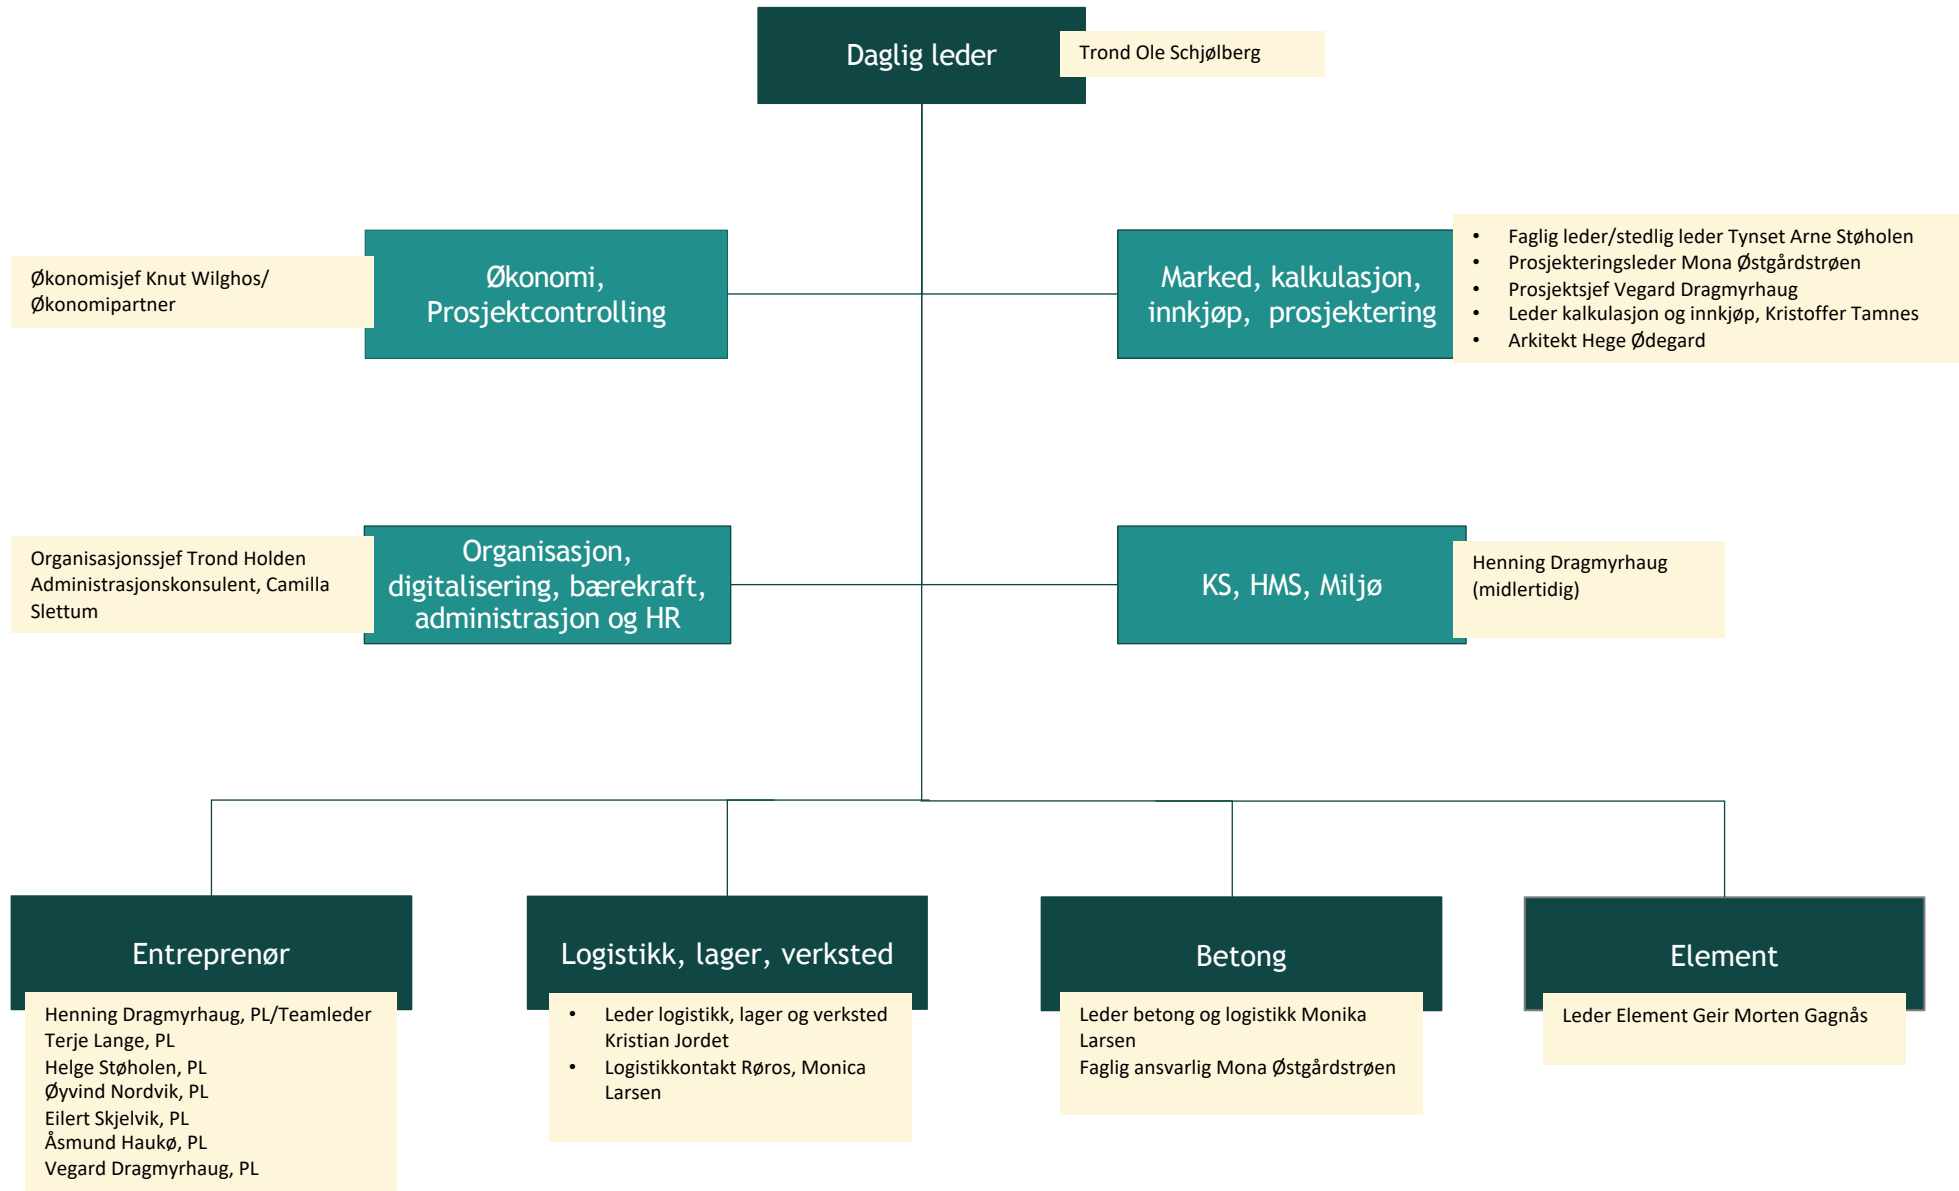 Daglig leder
Trond Ole Schjølberg
Økonomisjef Knut Wilghos/
Økonomipartner
Økonomi,
Prosjektcontrolling
Marked, kalkulasjon,
innkjøp, prosjektering
• Faglig leder/stedlig leder Tynset Arne Støholen
• Prosjekteringsleder Mona Østgårdstrøen
• Prosjektsjef Vegard Dragmyrhaug
• Leder kalkulasjon og innkjøp, Kristoffer Tamnes
• Arkitekt Hege Ødegard
Organisasjonssjef Trond Holden
Administrasjonskonsulent, Camilla
Slettum
Organisasjon,
digitalisering, bærekraft,
administrasjon og HR
KS, HMS, Miljø
Henning Dragmyrhaug
(midlertidig)
Entreprenør
Henning Dragmyrhaug, PL/Teamleder
Terje Lange, PL
Helge Støholen, PL
Øyvind Nordvik, PL
Eilert Skjelvik, PL
Åsmund Haukø, PL
Vegard Dragmyrhaug, PL
Logistikk, lager, verksted
• Leder logistikk, lager og verksted
Kristian Jordet
• Logistikkontakt Røros, Monica
Larsen
Betong
Leder betong og logistikk Monika
Larsen
Faglig ansvarlig Mona Østgårdstrøen
Element
Leder Element Geir Morten Gagnås